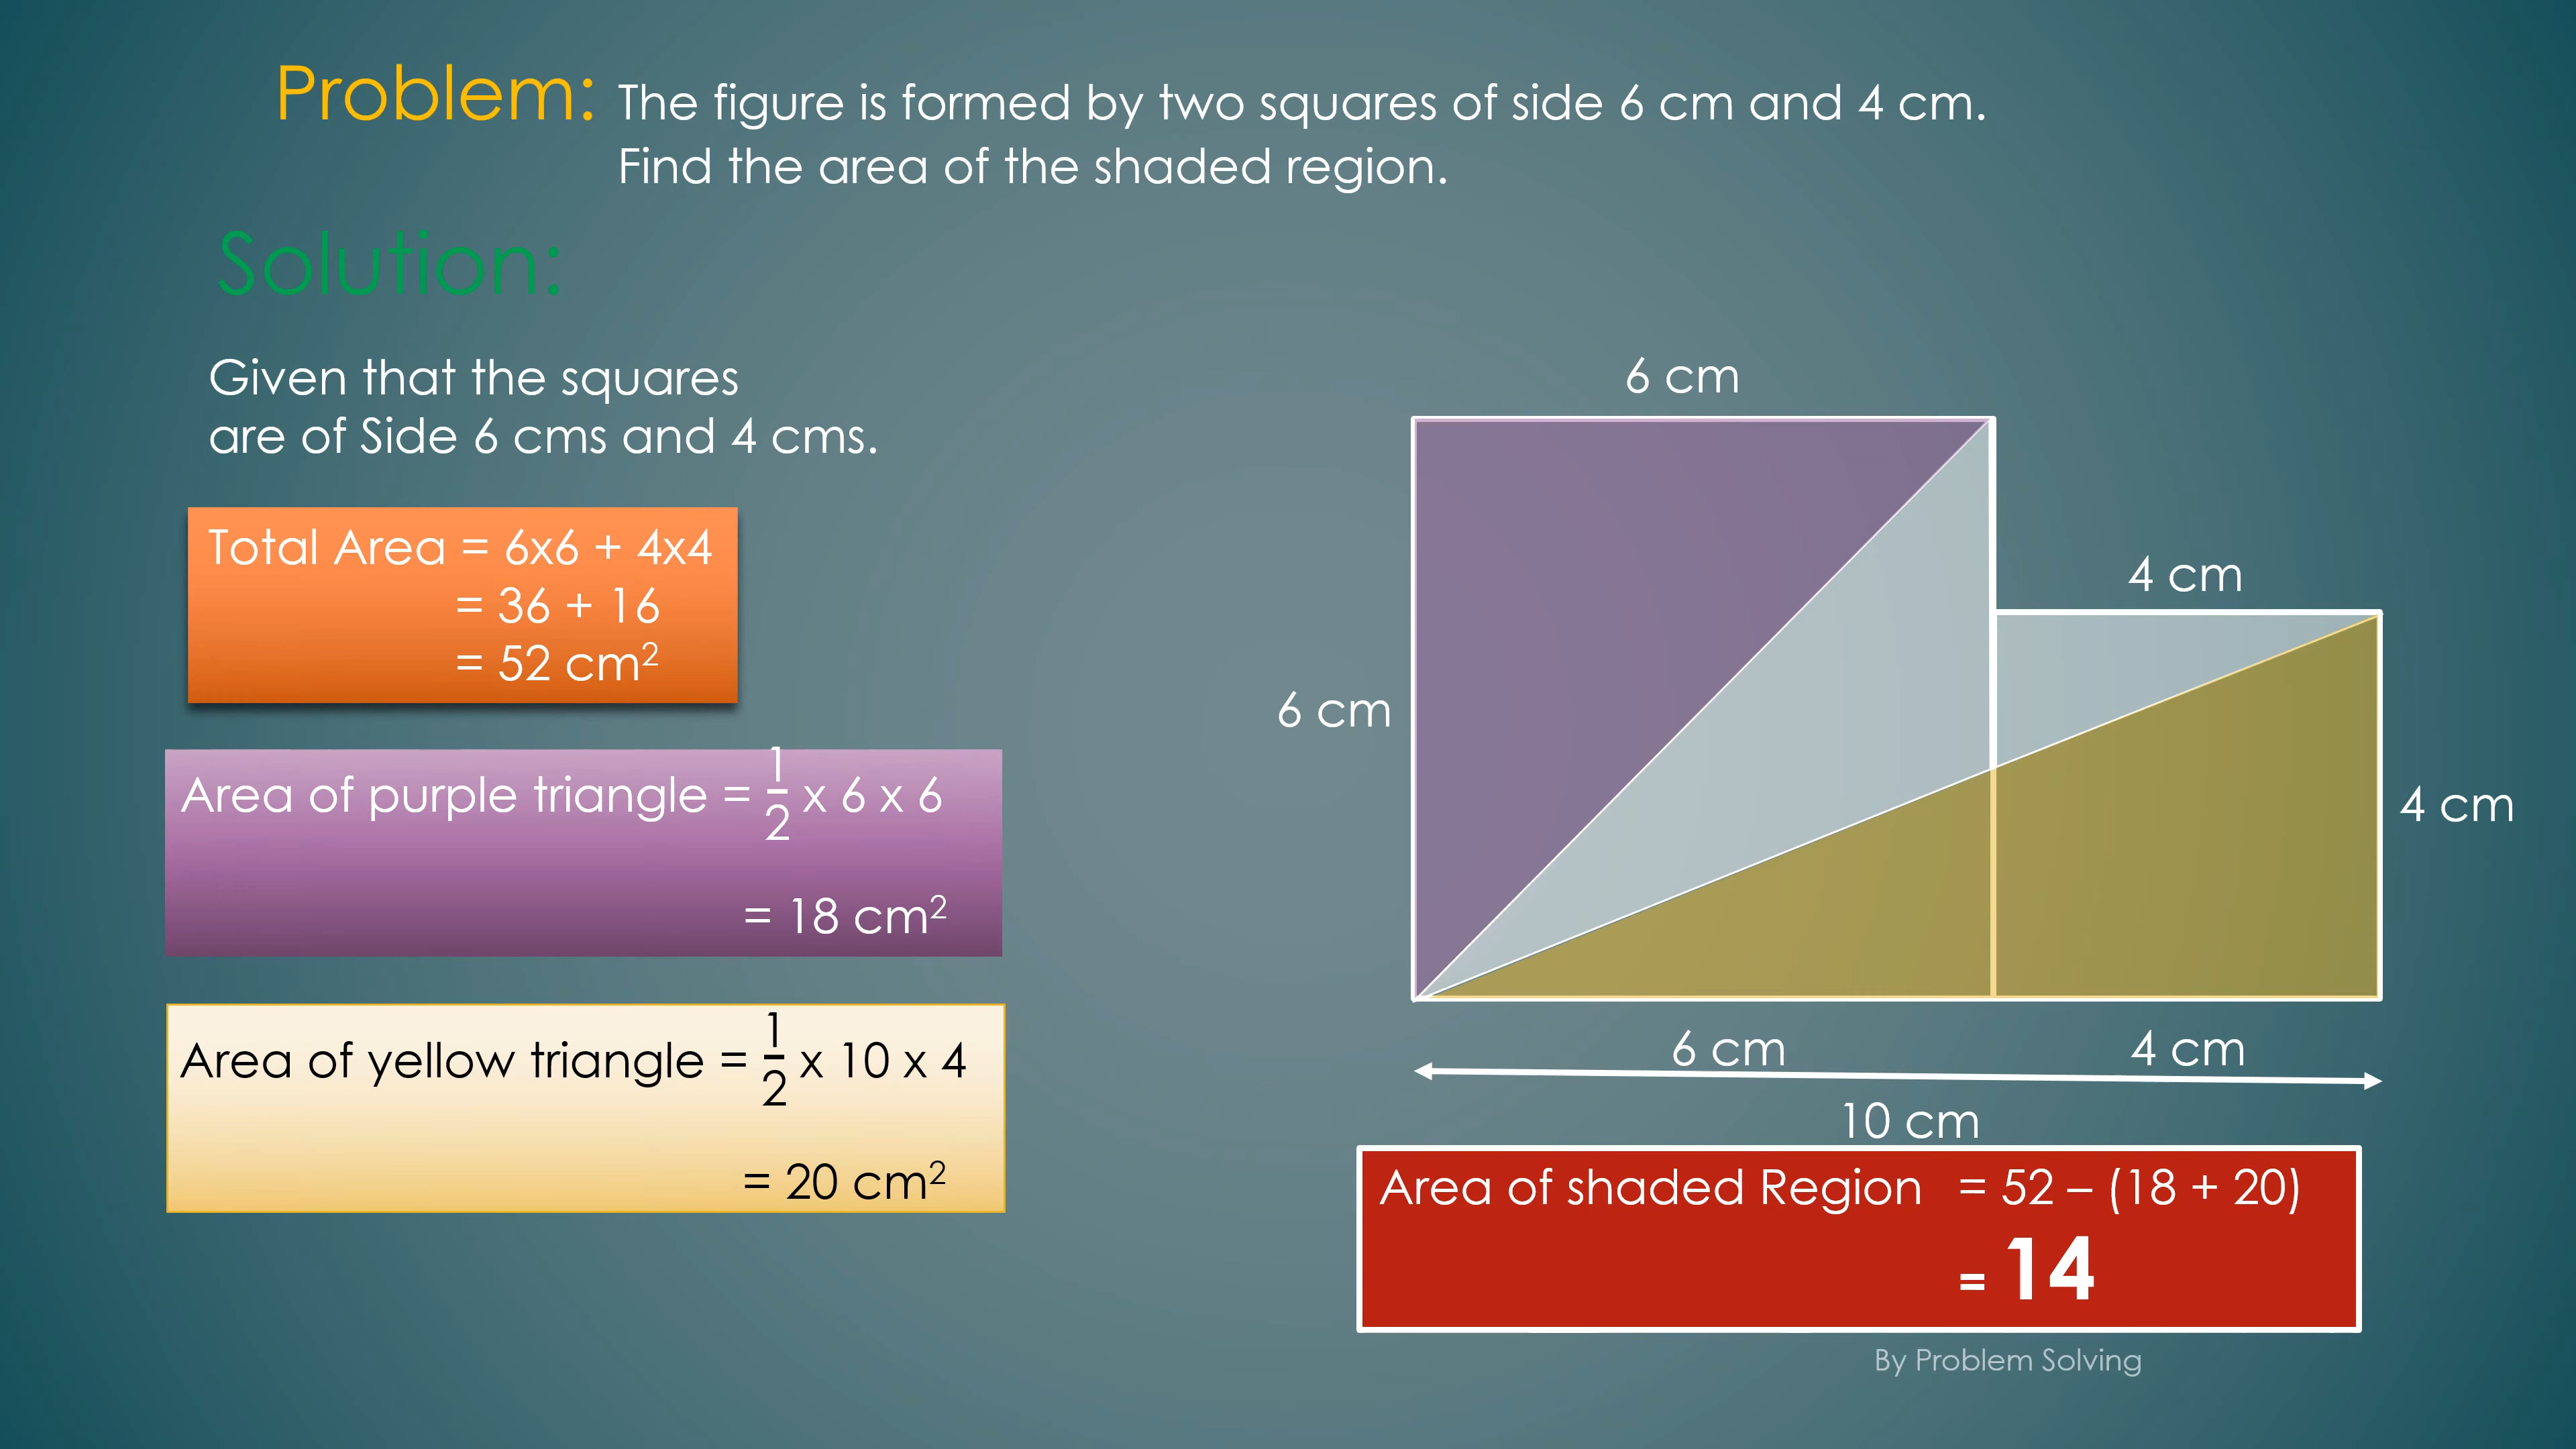 Problem: The figure is formed by two squares of side 6 cm and 4 cm.
Find the area of the shaded region.
Solution:
Given that the squares
are of Side 6 cms and 4 cms.
Total Area = 6x6 + 4x4
= 36 + 16
= 52 cm²
Area of purple triangle = 1/2 x 6 x 6
= 18 cm²
Area of yellow triangle = 1/2 x 10 x 4
= 20 cm²
6 cm
4 cm
6 cm
4 cm
6 cm 4 cm
10 cm
Area of shaded Region = 52 – (18 + 20)
= 14
By Problem Solving